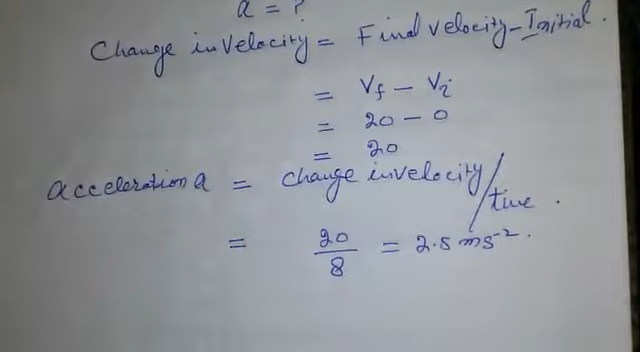 a = ?
Change in Velocity = Final velocity - Initial.
= Vf - Vi
= 20 - 0
= 20
acceleration a = change in velocity / time.
= 20/8 = 2.5 ms⁻².